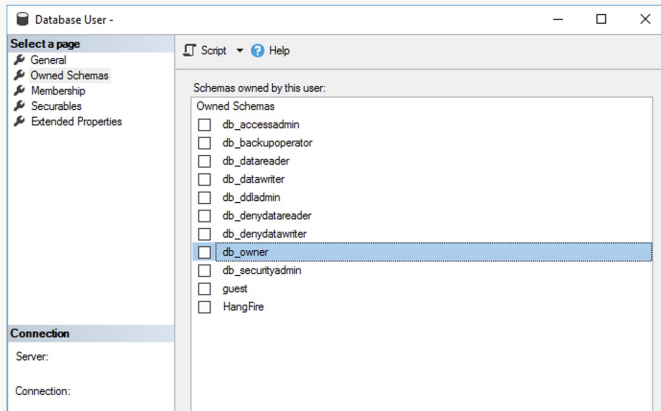 Database User -
Select a page
General
Owned Schemas
Membership
Securables
Extended Properties
Script
Help
Schemas owned by this user:
Owned Schemas
db_accessadmin
db_backupoperator
db_datareader
db_datawriter
db_ddladmin
db_denydatareader
db_denydatawriter
db_owner
db_securityadmin
guest
HangFire
Connection
Server:
Connection: